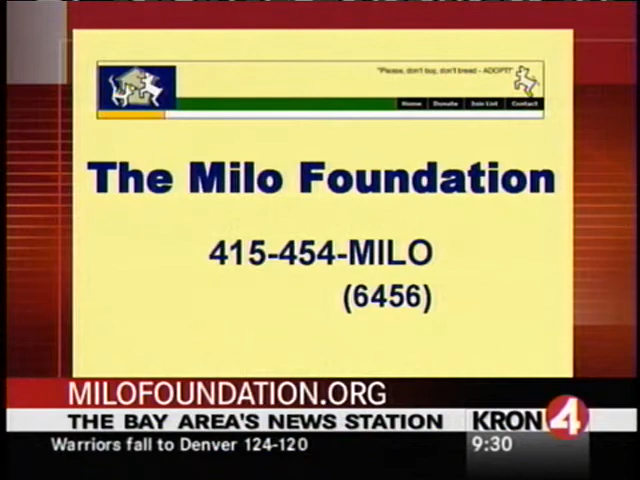 "Please, don't buy, don't breed - ADOPT!"
Home Donate Join List Contact
The Milo Foundation
415-454-MILO
(6456)
MILOFOUNDATION.ORG
THE BAY AREA'S NEWS STATION KRON 4
Warriors fall to Denver 124-120 9:30